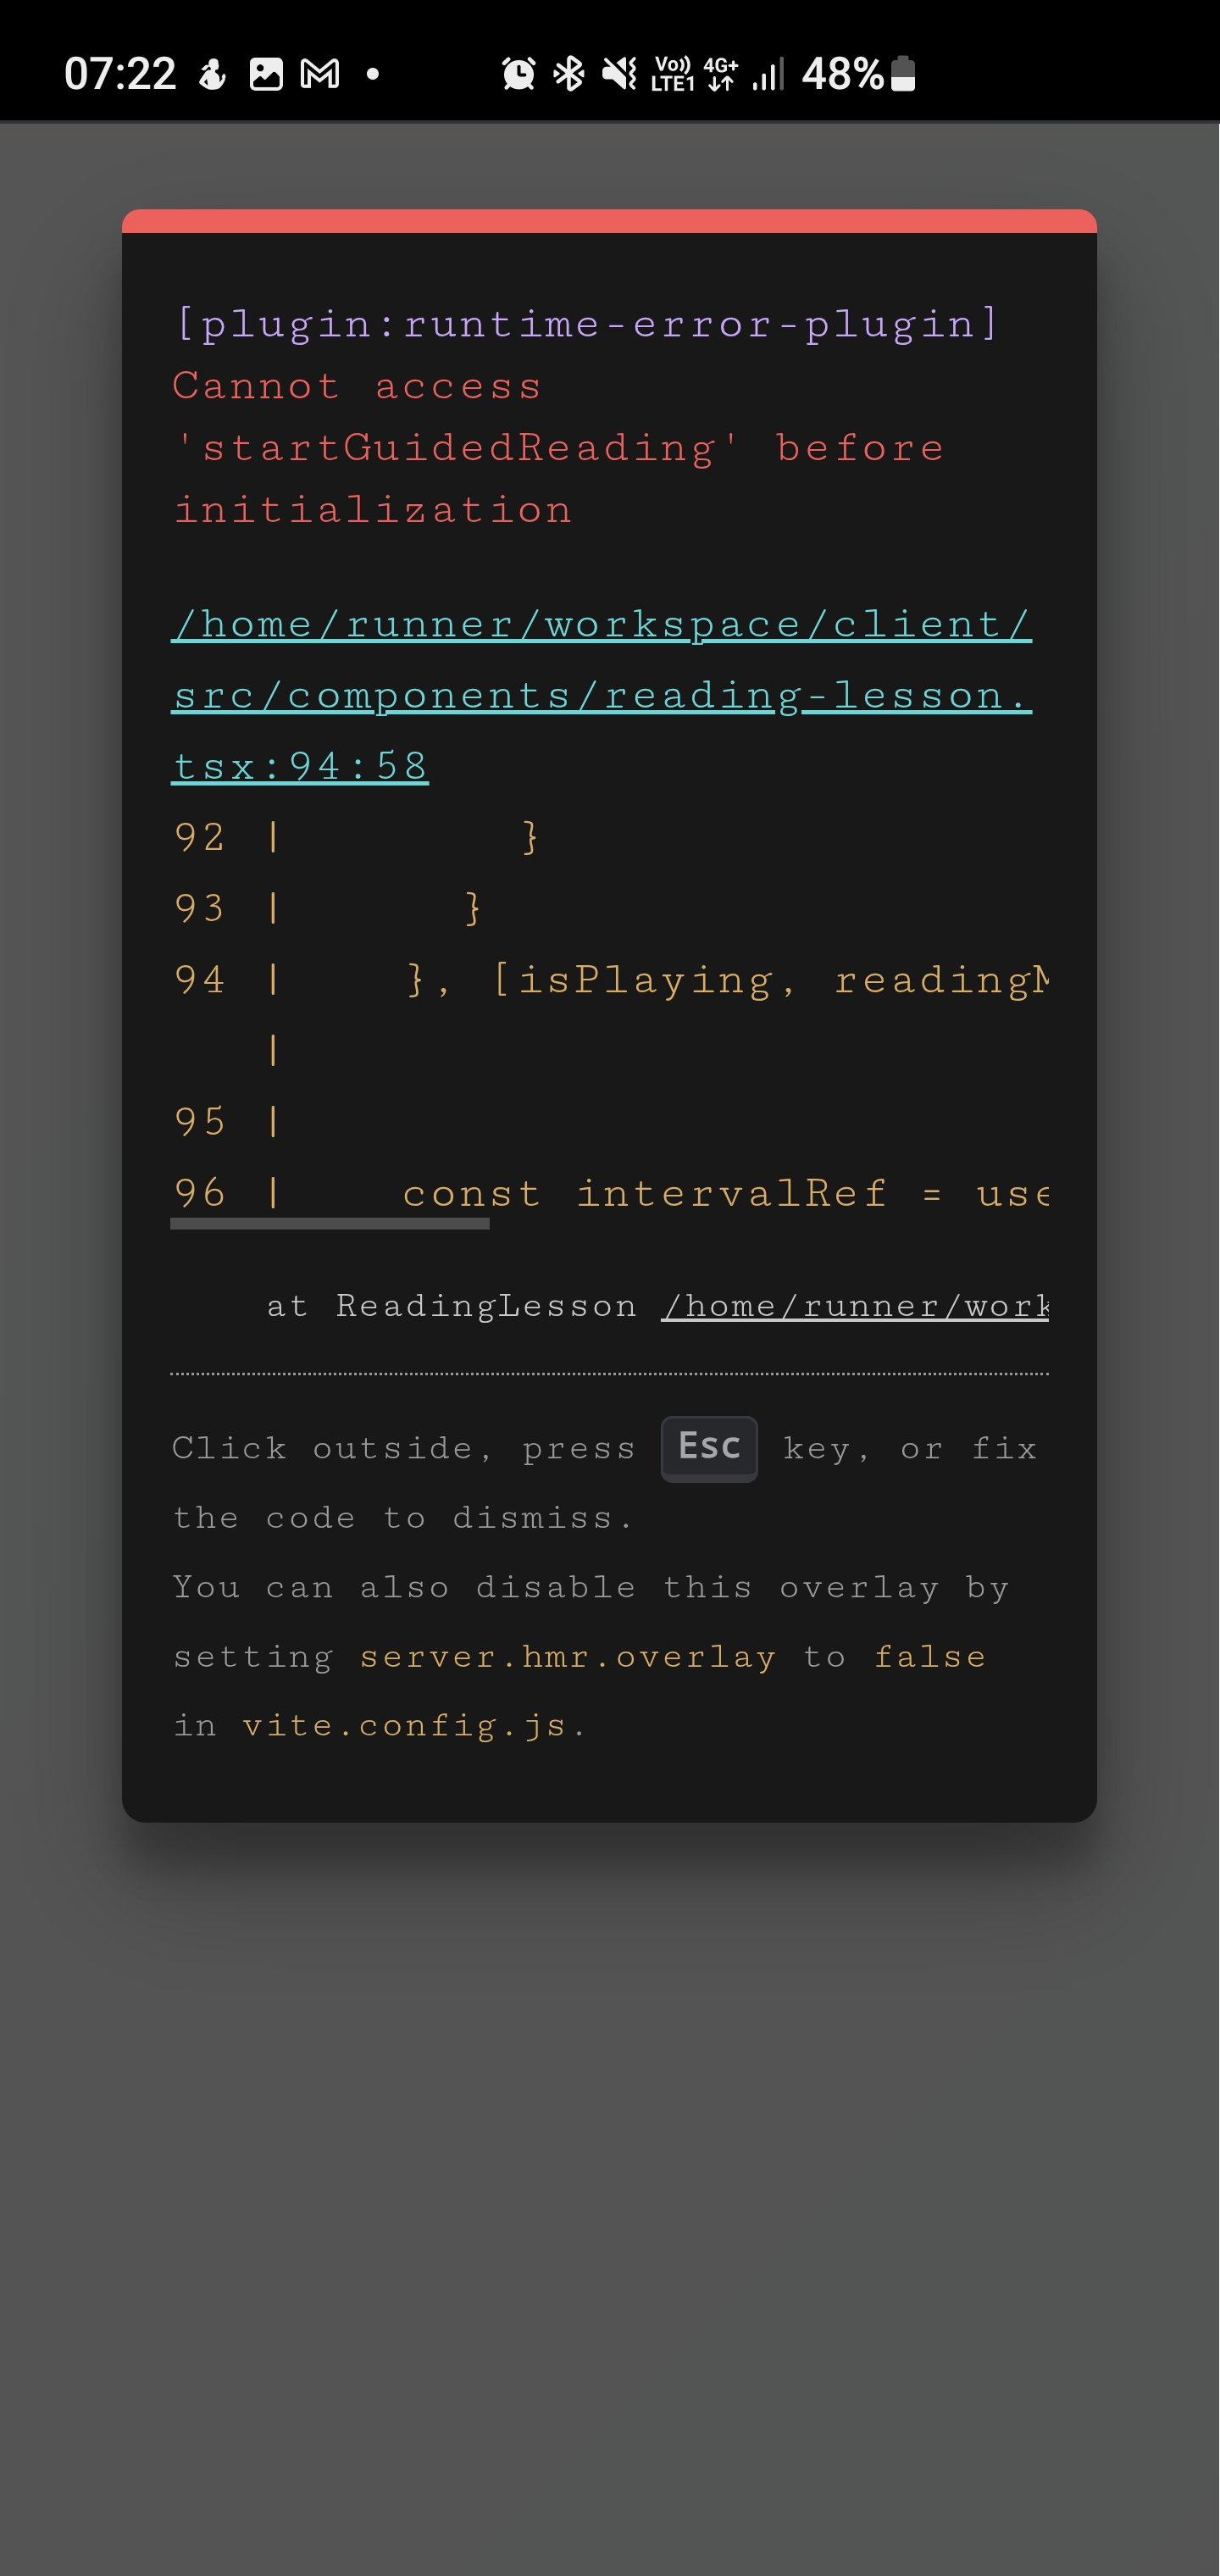 07:22 Vo)) LTE1 4G+ 48%
[plugin:runtime-error-plugin]
Cannot access
'startGuidedReading' before
initialization
/home/runner/workspace/client/
src/components/reading-lesson.
tsx:94:58
92 | }
93 | }
94 | }, [isPlaying, readingM
|
95 |
96 | const intervalRef = use
at ReadingLesson /home/runner/work
Click outside, press Esc key, or fix
the code to dismiss.
You can also disable this overlay by
setting server.hmr.overlay to false
in vite.config.js.